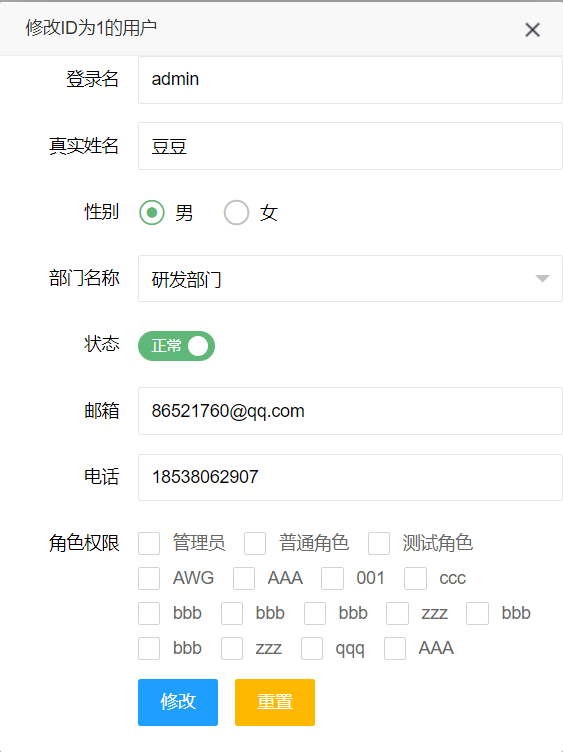 修改ID为1的用户
登录名 admin
真实姓名 豆豆
性别 男 女
部门名称 研发部门
状态 正常
邮箱 86521760@qq.com
电话 18538062907
角色权限 管理员 普通角色 测试角色
AWG AAA 001 ccc
bbb bbb bbb zzz bbb
bbb zzz qqq AAA
修改 重置